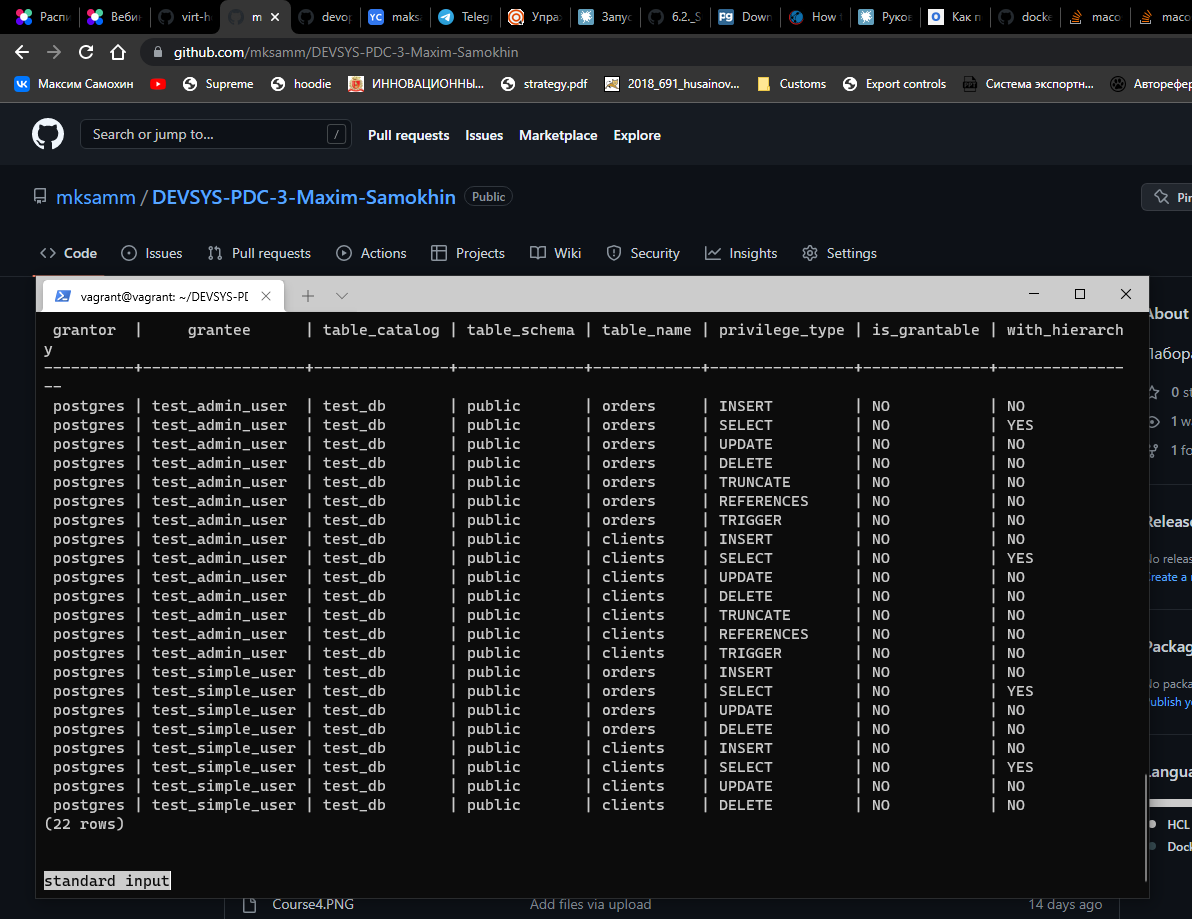 Распи
Веби
virt-h
m
devop
maks
Teleg
Упра
Запус
6.2._S
Down
How
Руков
Как п
docke
maco
maco
github.com/mksamm/DEVSYS-PDC-3-Maxim-Samokhin
Максим Самохин Supreme hoodie ИННОВАЦИОННЫ... strategy.pdf 2018_691_husainov... Customs Export controls Система экспортн... Авторефер
Search or jump to... / Pull requests Issues Marketplace Explore
mksamm / DEVSYS-PDC-3-Maxim-Samokhin Public Pin
Code Issues Pull requests Actions Projects Wiki Security Insights Settings
vagrant@vagrant: ~/DEVSYS-PD
grantor | grantee | table_catalog | table_schema | table_name | privilege_type | is_grantable | with_hierarch
y
----------+------------------+---------------+--------------+------------+----------------+--------------+--------------
--
postgres | test_admin_user | test_db | public | orders | INSERT | NO | NO
postgres | test_admin_user | test_db | public | orders | SELECT | NO | YES
postgres | test_admin_user | test_db | public | orders | UPDATE | NO | NO
postgres | test_admin_user | test_db | public | orders | DELETE | NO | NO
postgres | test_admin_user | test_db | public | orders | TRUNCATE | NO | NO
postgres | test_admin_user | test_db | public | orders | REFERENCES | NO | NO
postgres | test_admin_user | test_db | public | orders | TRIGGER | NO | NO
postgres | test_admin_user | test_db | public | clients | INSERT | NO | NO
postgres | test_admin_user | test_db | public | clients | SELECT | NO | YES
postgres | test_admin_user | test_db | public | clients | UPDATE | NO | NO
postgres | test_admin_user | test_db | public | clients | DELETE | NO | NO
postgres | test_admin_user | test_db | public | clients | TRUNCATE | NO | NO
postgres | test_admin_user | test_db | public | clients | REFERENCES | NO | NO
postgres | test_admin_user | test_db | public | clients | TRIGGER | NO | NO
postgres | test_simple_user | test_db | public | orders | INSERT | NO | NO
postgres | test_simple_user | test_db | public | orders | SELECT | NO | YES
postgres | test_simple_user | test_db | public | orders | UPDATE | NO | NO
postgres | test_simple_user | test_db | public | orders | DELETE | NO | NO
postgres | test_simple_user | test_db | public | clients | INSERT | NO | NO
postgres | test_simple_user | test_db | public | clients | SELECT | NO | YES
postgres | test_simple_user | test_db | public | clients | UPDATE | NO | NO
postgres | test_simple_user | test_db | public | clients | DELETE | NO | NO
(22 rows)
standard input
About
Лабора
0 st
1 wa
1 fo
Release
No releas
Create a r
Packag
No packa
Publish yo
Langua
HCL
Dock
Course4.PNG Add files via upload 14 days ago